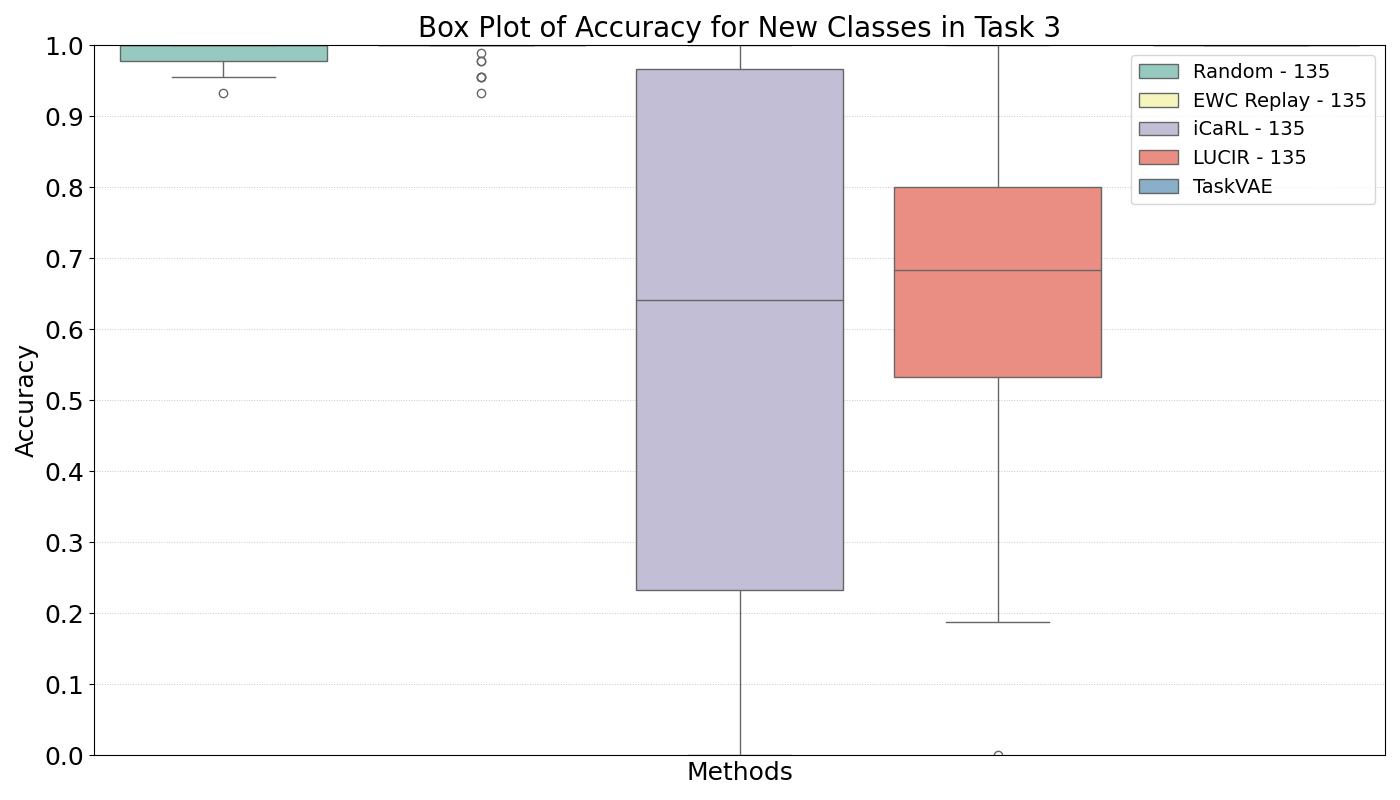 Box Plot of Accuracy for New Classes in Task 3
1.0
0.9
0.8
0.7
0.6
0.5
0.4
0.3
0.2
0.1
0.0
Accuracy
Methods
Random - 135
EWC Replay - 135
iCaRL - 135
LUCIR - 135
TaskVAE